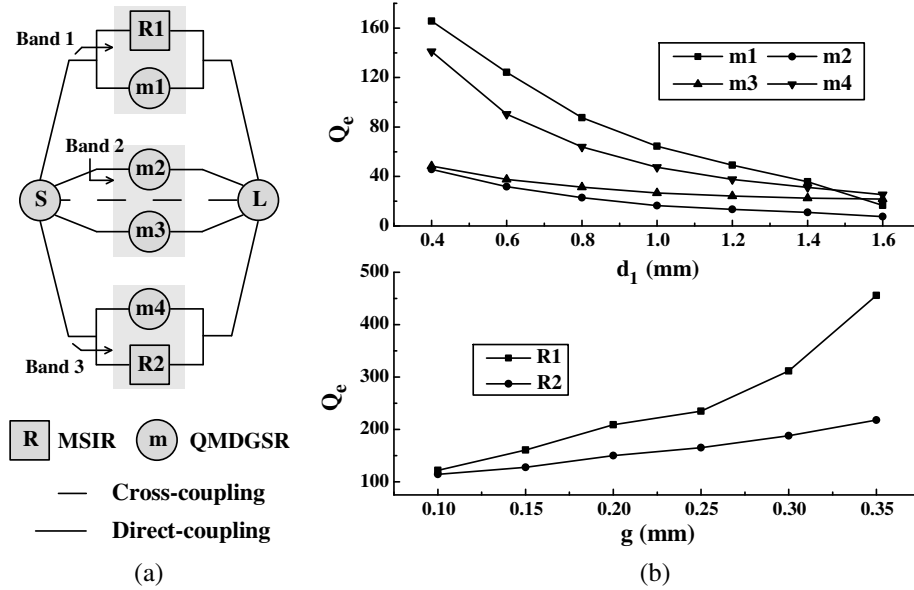 Band 1
R1
m1
Band 2
m2
S
L
m3
m4
Band 3
R2
R MSIR
m QMDGSR
Cross-coupling
Direct-coupling
(a)
Qe
160
120
80
40
0
m1 m2
m3 m4
0.4 0.6 0.8 1.0 1.2 1.4 1.6
d1 (mm)
Qe
500
400
300
200
100
R1
R2
0.10 0.15 0.20 0.25 0.30 0.35
g (mm)
(b)